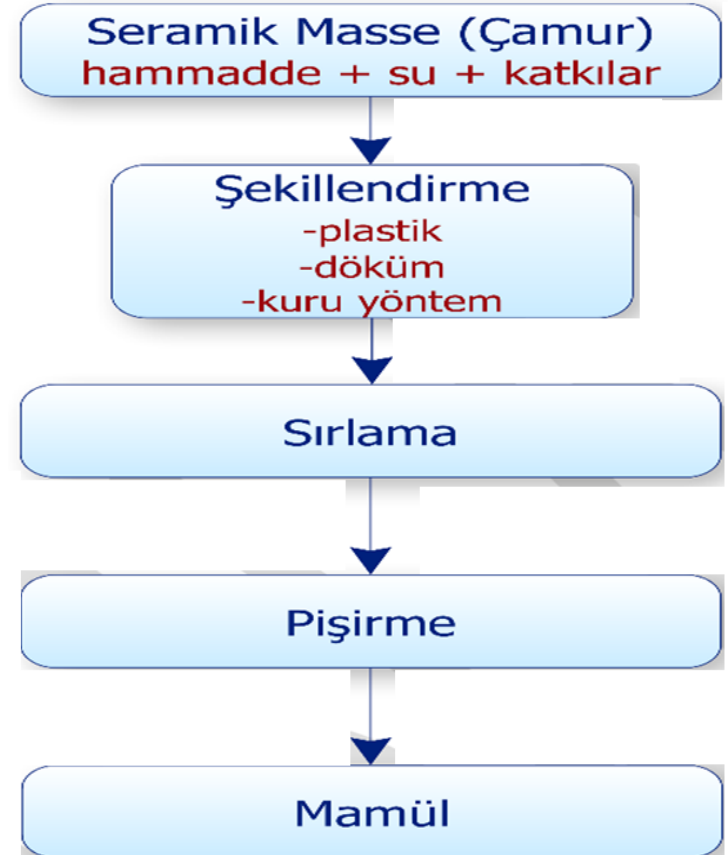 Seramik Masse (Çamur)
hammadde + su + katkılar
Şekillendirme
-plastik
-döküm
-kuru yöntem
Sırlama
Pişirme
Mamül